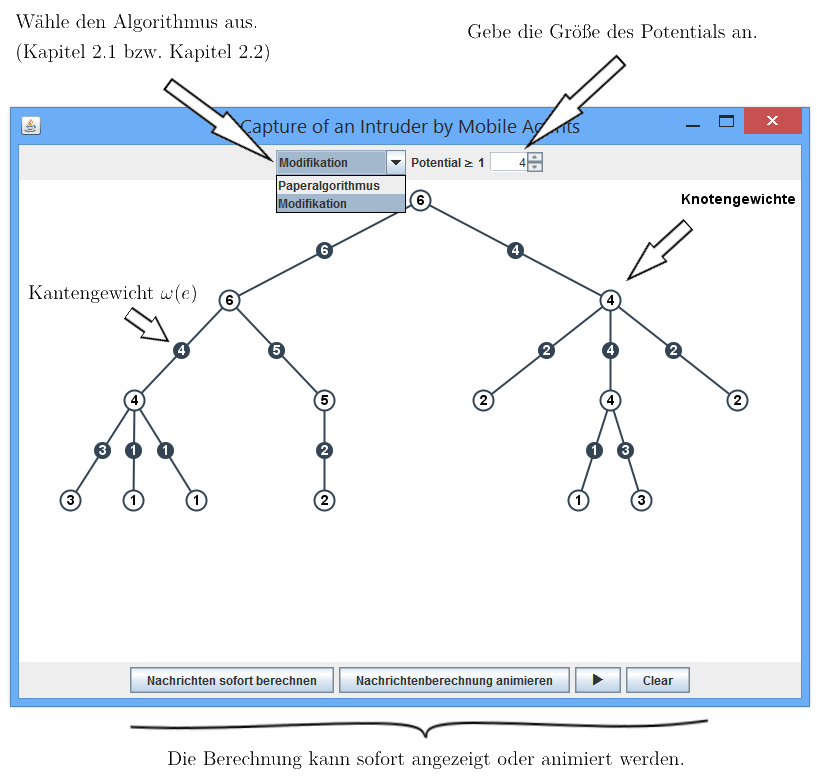 Wähle den Algorithmus aus.
(Kapitel 2.1 bzw. Kapitel 2.2)
Gebe die Größe des Potentials an.
Capture of an Intruder by Mobile Agents
Modifikation Potential ≥ 1 4
Paperalgorithmus
Modifikation
Knotengewichte
6
6 4
Kantengewicht ω(e)
6 4
4 5 2 4 2
4 5 2 4 2
3 1 1 2 1 3
3 1 1 2 1 3
Nachrichten sofort berechnen Nachrichtenberechnung animieren Clear
Die Berechnung kann sofort angezeigt oder animiert werden.